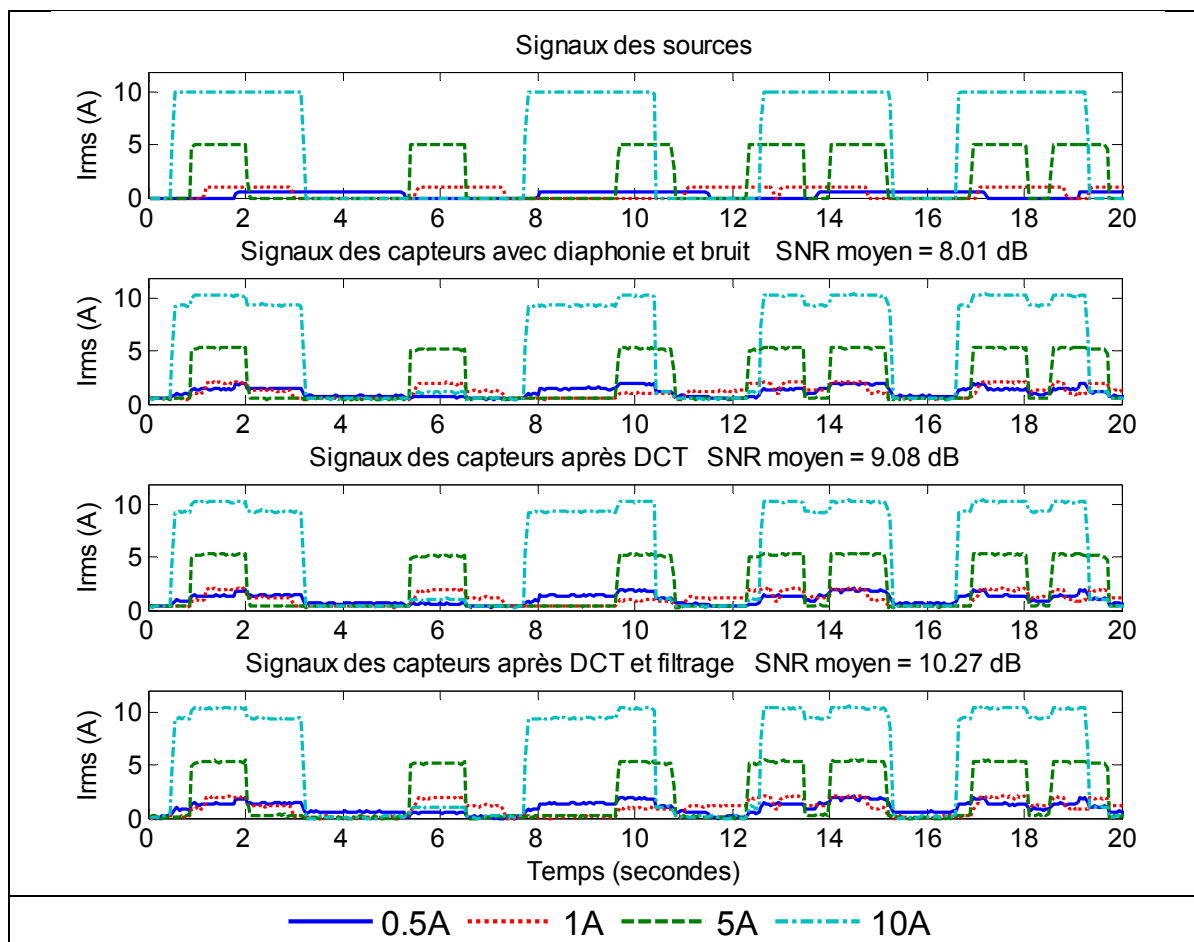 Signaux des sources
10
5
0
Irms (A)
0 2 4 6 8 10 12 14 16 18 20
Signaux des capteurs avec diaphonie et bruit SNR moyen = 8.01 dB
10
5
0
Irms (A)
0 2 4 6 8 10 12 14 16 18 20
Signaux des capteurs après DCT SNR moyen = 9.08 dB
10
5
0
Irms (A)
0 2 4 6 8 10 12 14 16 18 20
Signaux des capteurs après DCT et filtrage SNR moyen = 10.27 dB
10
5
0
Irms (A)
0 2 4 6 8 10 12 14 16 18 20
Temps (secondes)
0.5A 1A 5A 10A